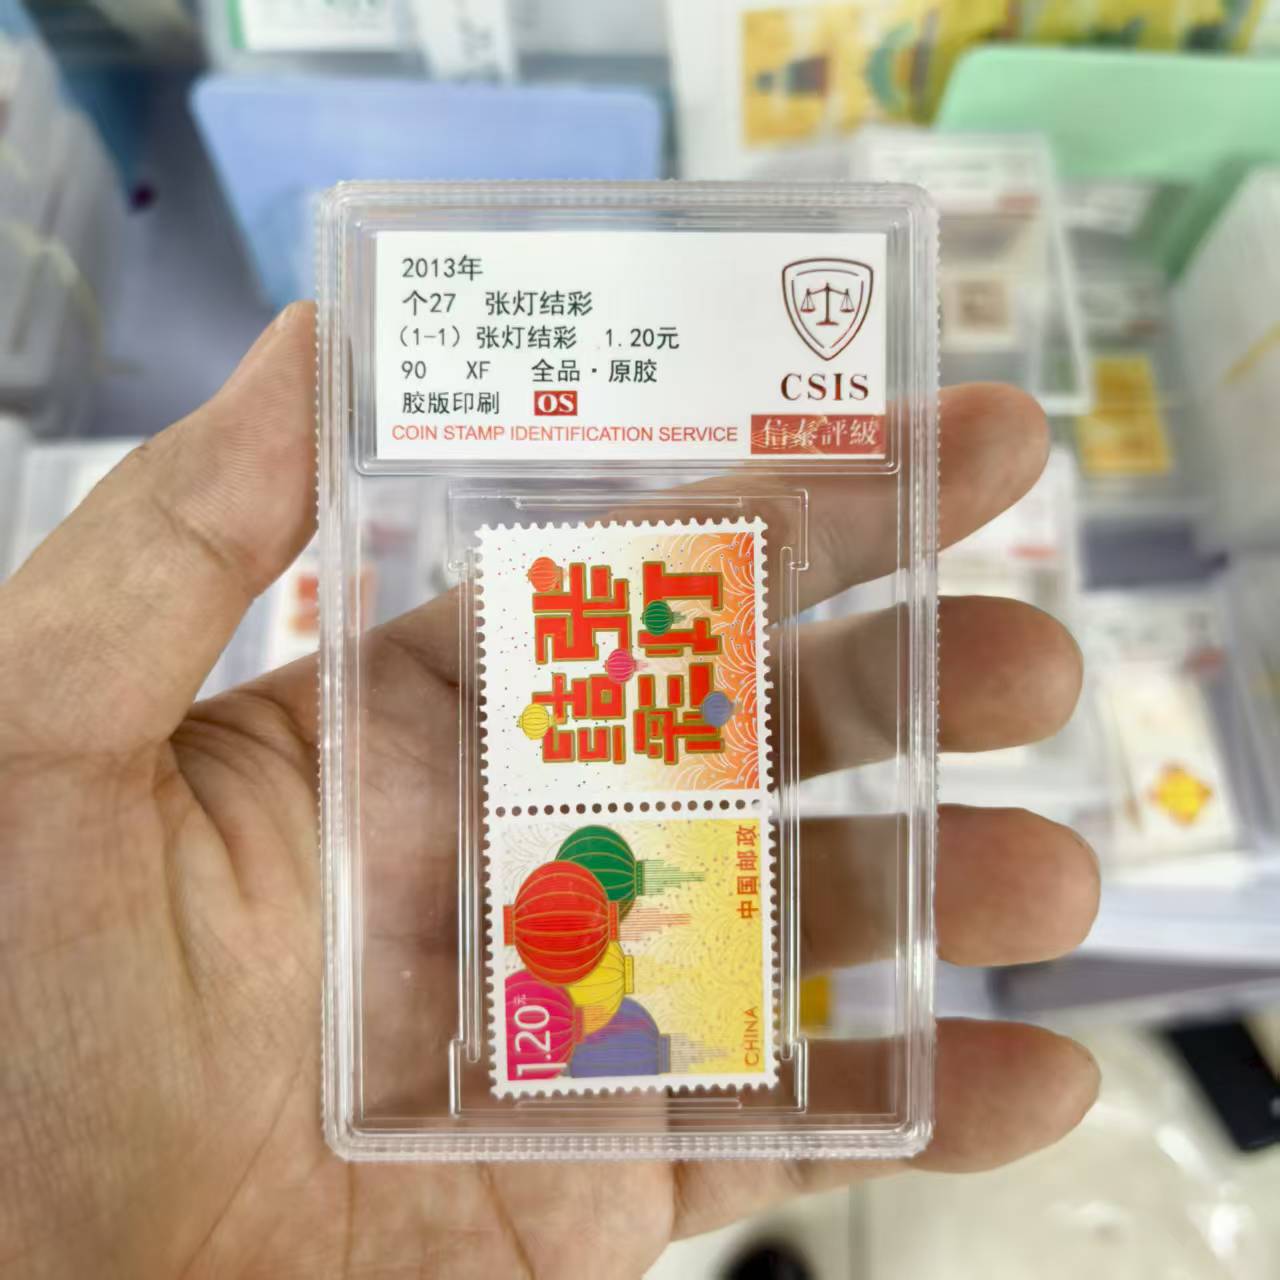 2013年
个27 张灯结彩
(1-1) 张灯结彩 1.20元
90 XF 全品·原胶
胶版印刷 OS
COIN STAMP IDENTIFICATION SERVICE
CSIS
信泰評級
张灯
结彩
中国邮政
CHINA
1.20元